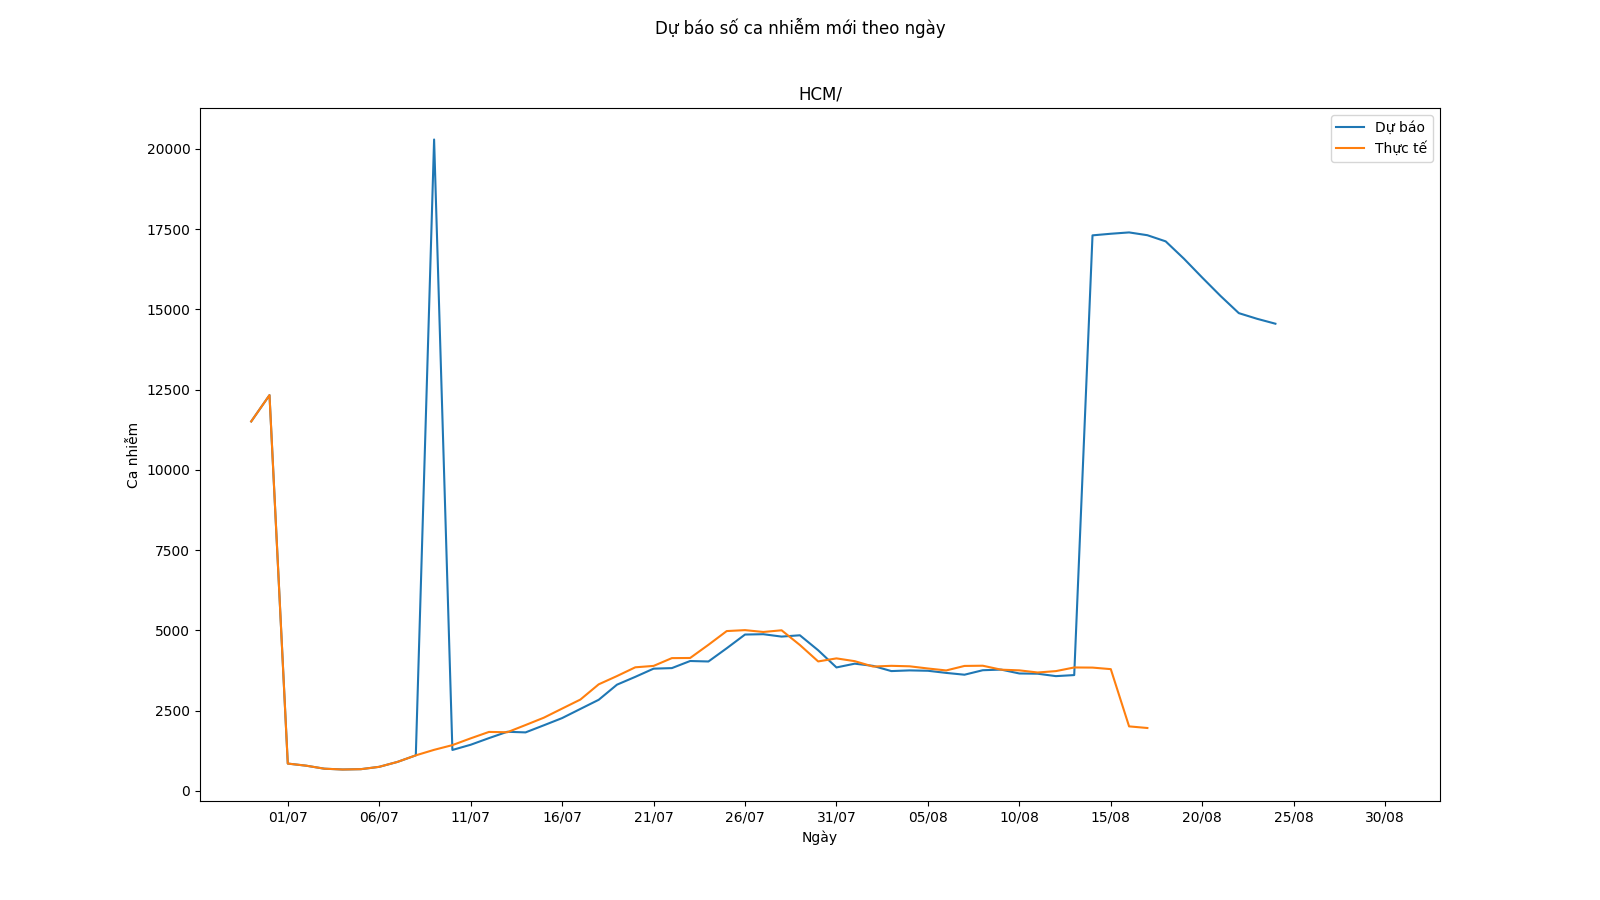 Dự báo số ca nhiễm mới theo ngày
HCM/
Dự báo
Thực tế
20000
17500
15000
12500
10000
7500
5000
2500
0
Ca nhiễm
01/07 06/07 11/07 16/07 21/07 26/07 31/07 05/08 10/08 15/08 20/08 25/08 30/08
Ngày